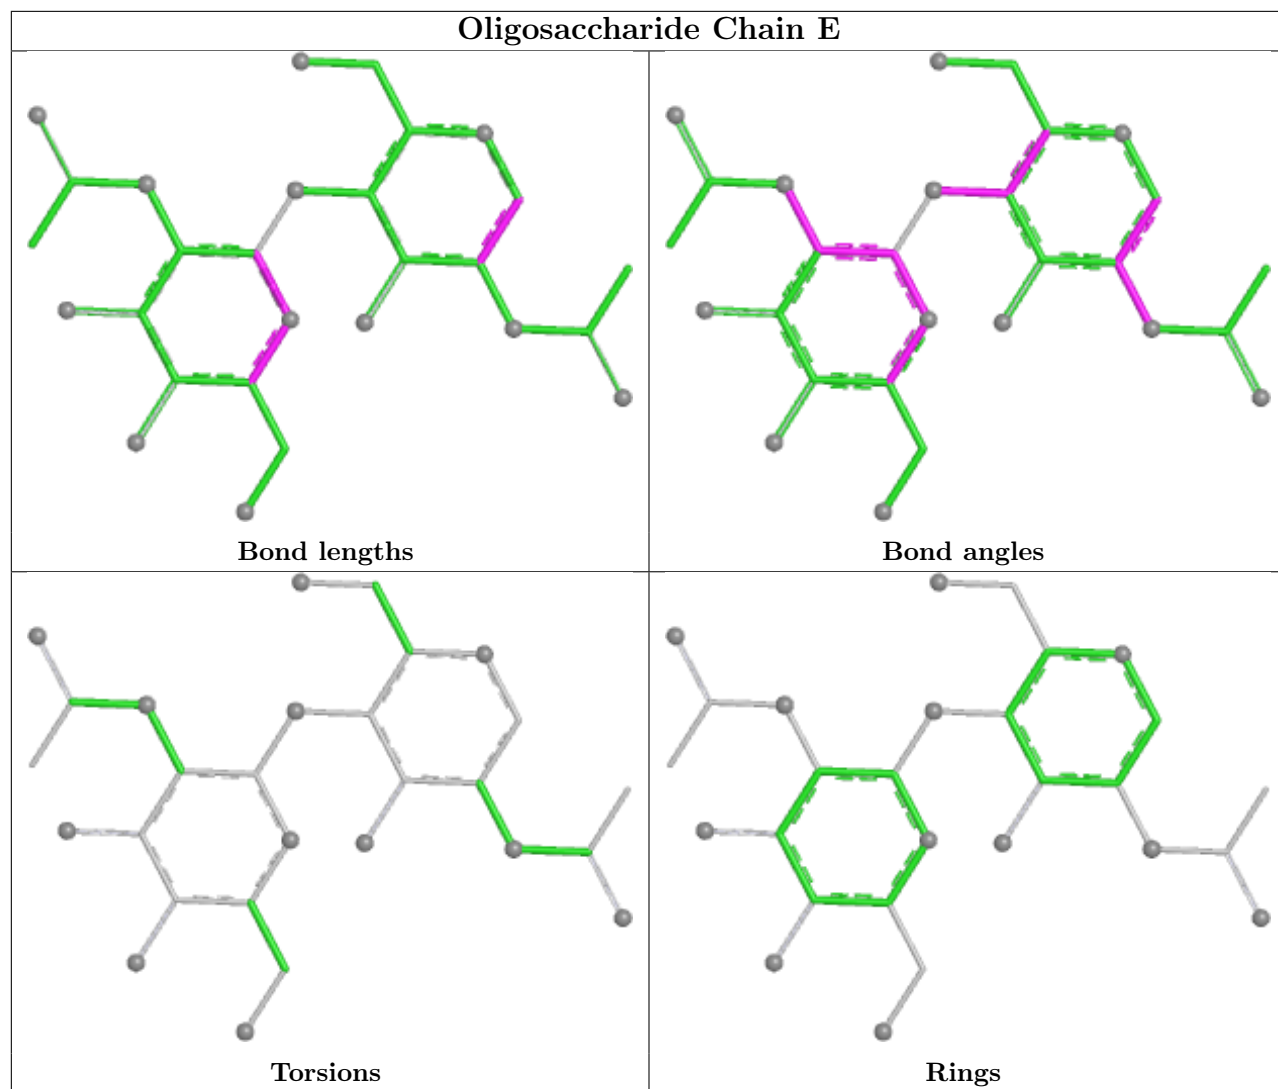 Oligosaccharide Chain E
Bond lengths
Bond angles
Torsions
Rings